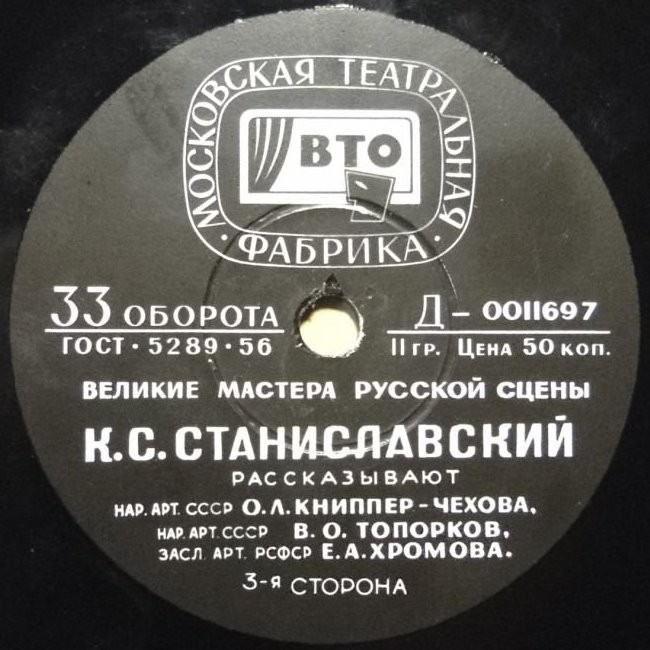 МОСКОВСКАЯ ТЕАТРАЛЬНАЯ
ВТО
· ФАБРИКА ·
33 ОБОРОТА
ГОСТ · 5289 · 56
Д – 0011697
II ГР. ЦЕНА 50 КОП.
ВЕЛИКИЕ МАСТЕРА РУССКОЙ СЦЕНЫ
К.С.СТАНИСЛАВСКИЙ
РАССКАЗЫВАЮТ
НАР. АРТ. СССР О.Л.КНИППЕР-ЧЕХОВА,
НАР. АРТ. СССР В. О. ТОПОРКОВ,
ЗАСЛ. АРТ. РСФСР Е.А.ХРОМОВА.
3-Я СТОРОНА